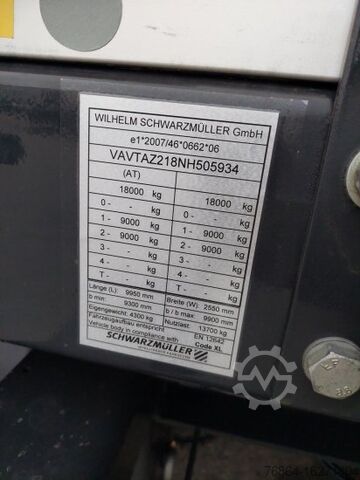 WILHELM SCHWARZMÜLLER GmbH
e1*2007/46*0662*06
VAVTAZ218NH505934
(AT)
18000 kg 18000 kg
0 - - kg 0 - - kg
1 - 9000 kg 1 - 9000 kg
2 - 9000 kg 2 - 9000 kg
3 - - kg 3 - - kg
4 - - kg 4 - - kg
T - - kg T - - kg
Länge (L): 9950 mm Breite (W): 2550 mm
b min: 9300 mm b / b max: 9900 mm
Eigengewicht: 4300 kg Nutzlast: 13700 kg
Fahrzeugaufbau entspricht EN 12642
Vehicle body in compliance with: Code XL
SCHWARZMÜLLER